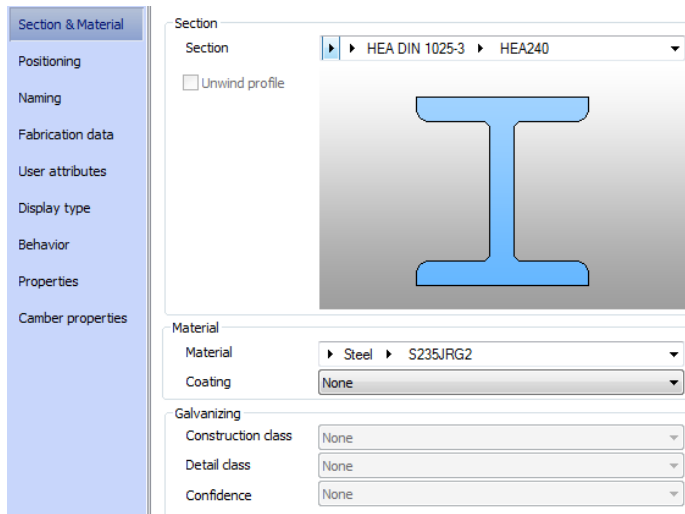 Section & Material
Positioning
Naming
Fabrication data
User attributes
Display type
Behavior
Properties
Camber properties
Section
Section HEA DIN 1025-3 HEA240
Unwind profile
Material
Material Steel S235JRG2
Coating None
Galvanizing
Construction class None
Detail class None
Confidence None